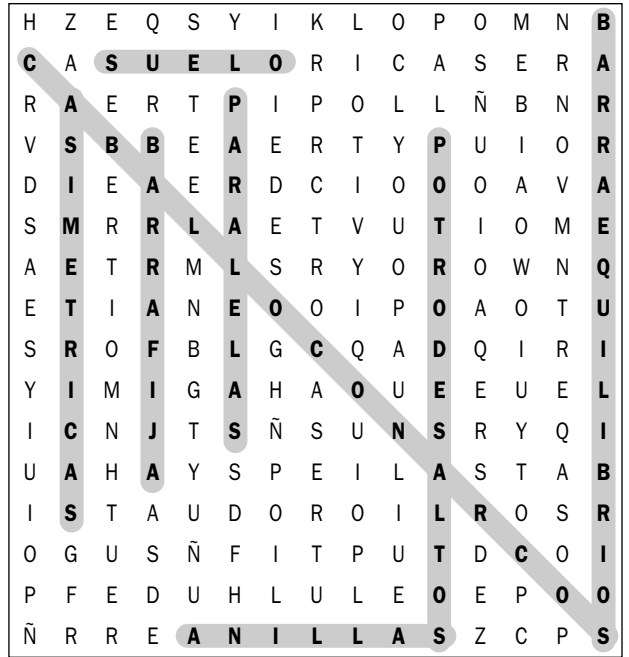 H Z E Q S Y I K L O P O M N B
C A S U E L O R I C A S E R A
R A E R T P I P O L L Ñ B N R
V S B B E A E R T Y P U I O R
D I E A E R D C I O O O A V A
S M R R L A E T V U T I O M E
A E T R M L S R Y O R O W N Q
E T I A N E O O I P O A O T U
S R O F B L G C Q A D Q I R I
Y I M I G A H A O U E E U E L
I C N J T S Ñ S U N S R Y Q I
U A H A Y S P E I L A S T A B
I S T A U D O R O I L R O S R
O G U S Ñ F I T P U T D C O I
P F E D U H L U L E O E P O O
Ñ R R E A N I L L A S Z C P S